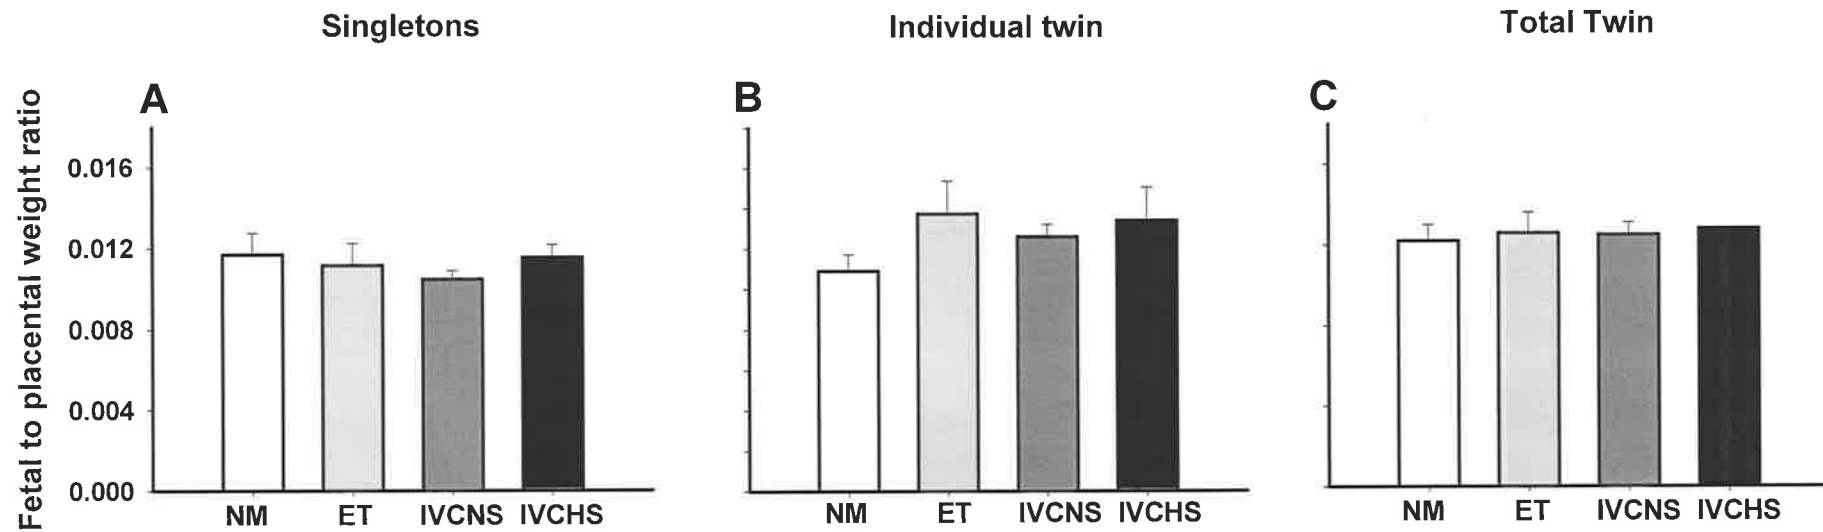 Singletons
Individual twin
Total Twin
A
B
C
Fetal to placental weight ratio
0.016
0.012
0.008
0.004
0.000
NM ET IVCNS IVCHS
NM ET IVCNS IVCHS
NM ET IVCNS IVCHS